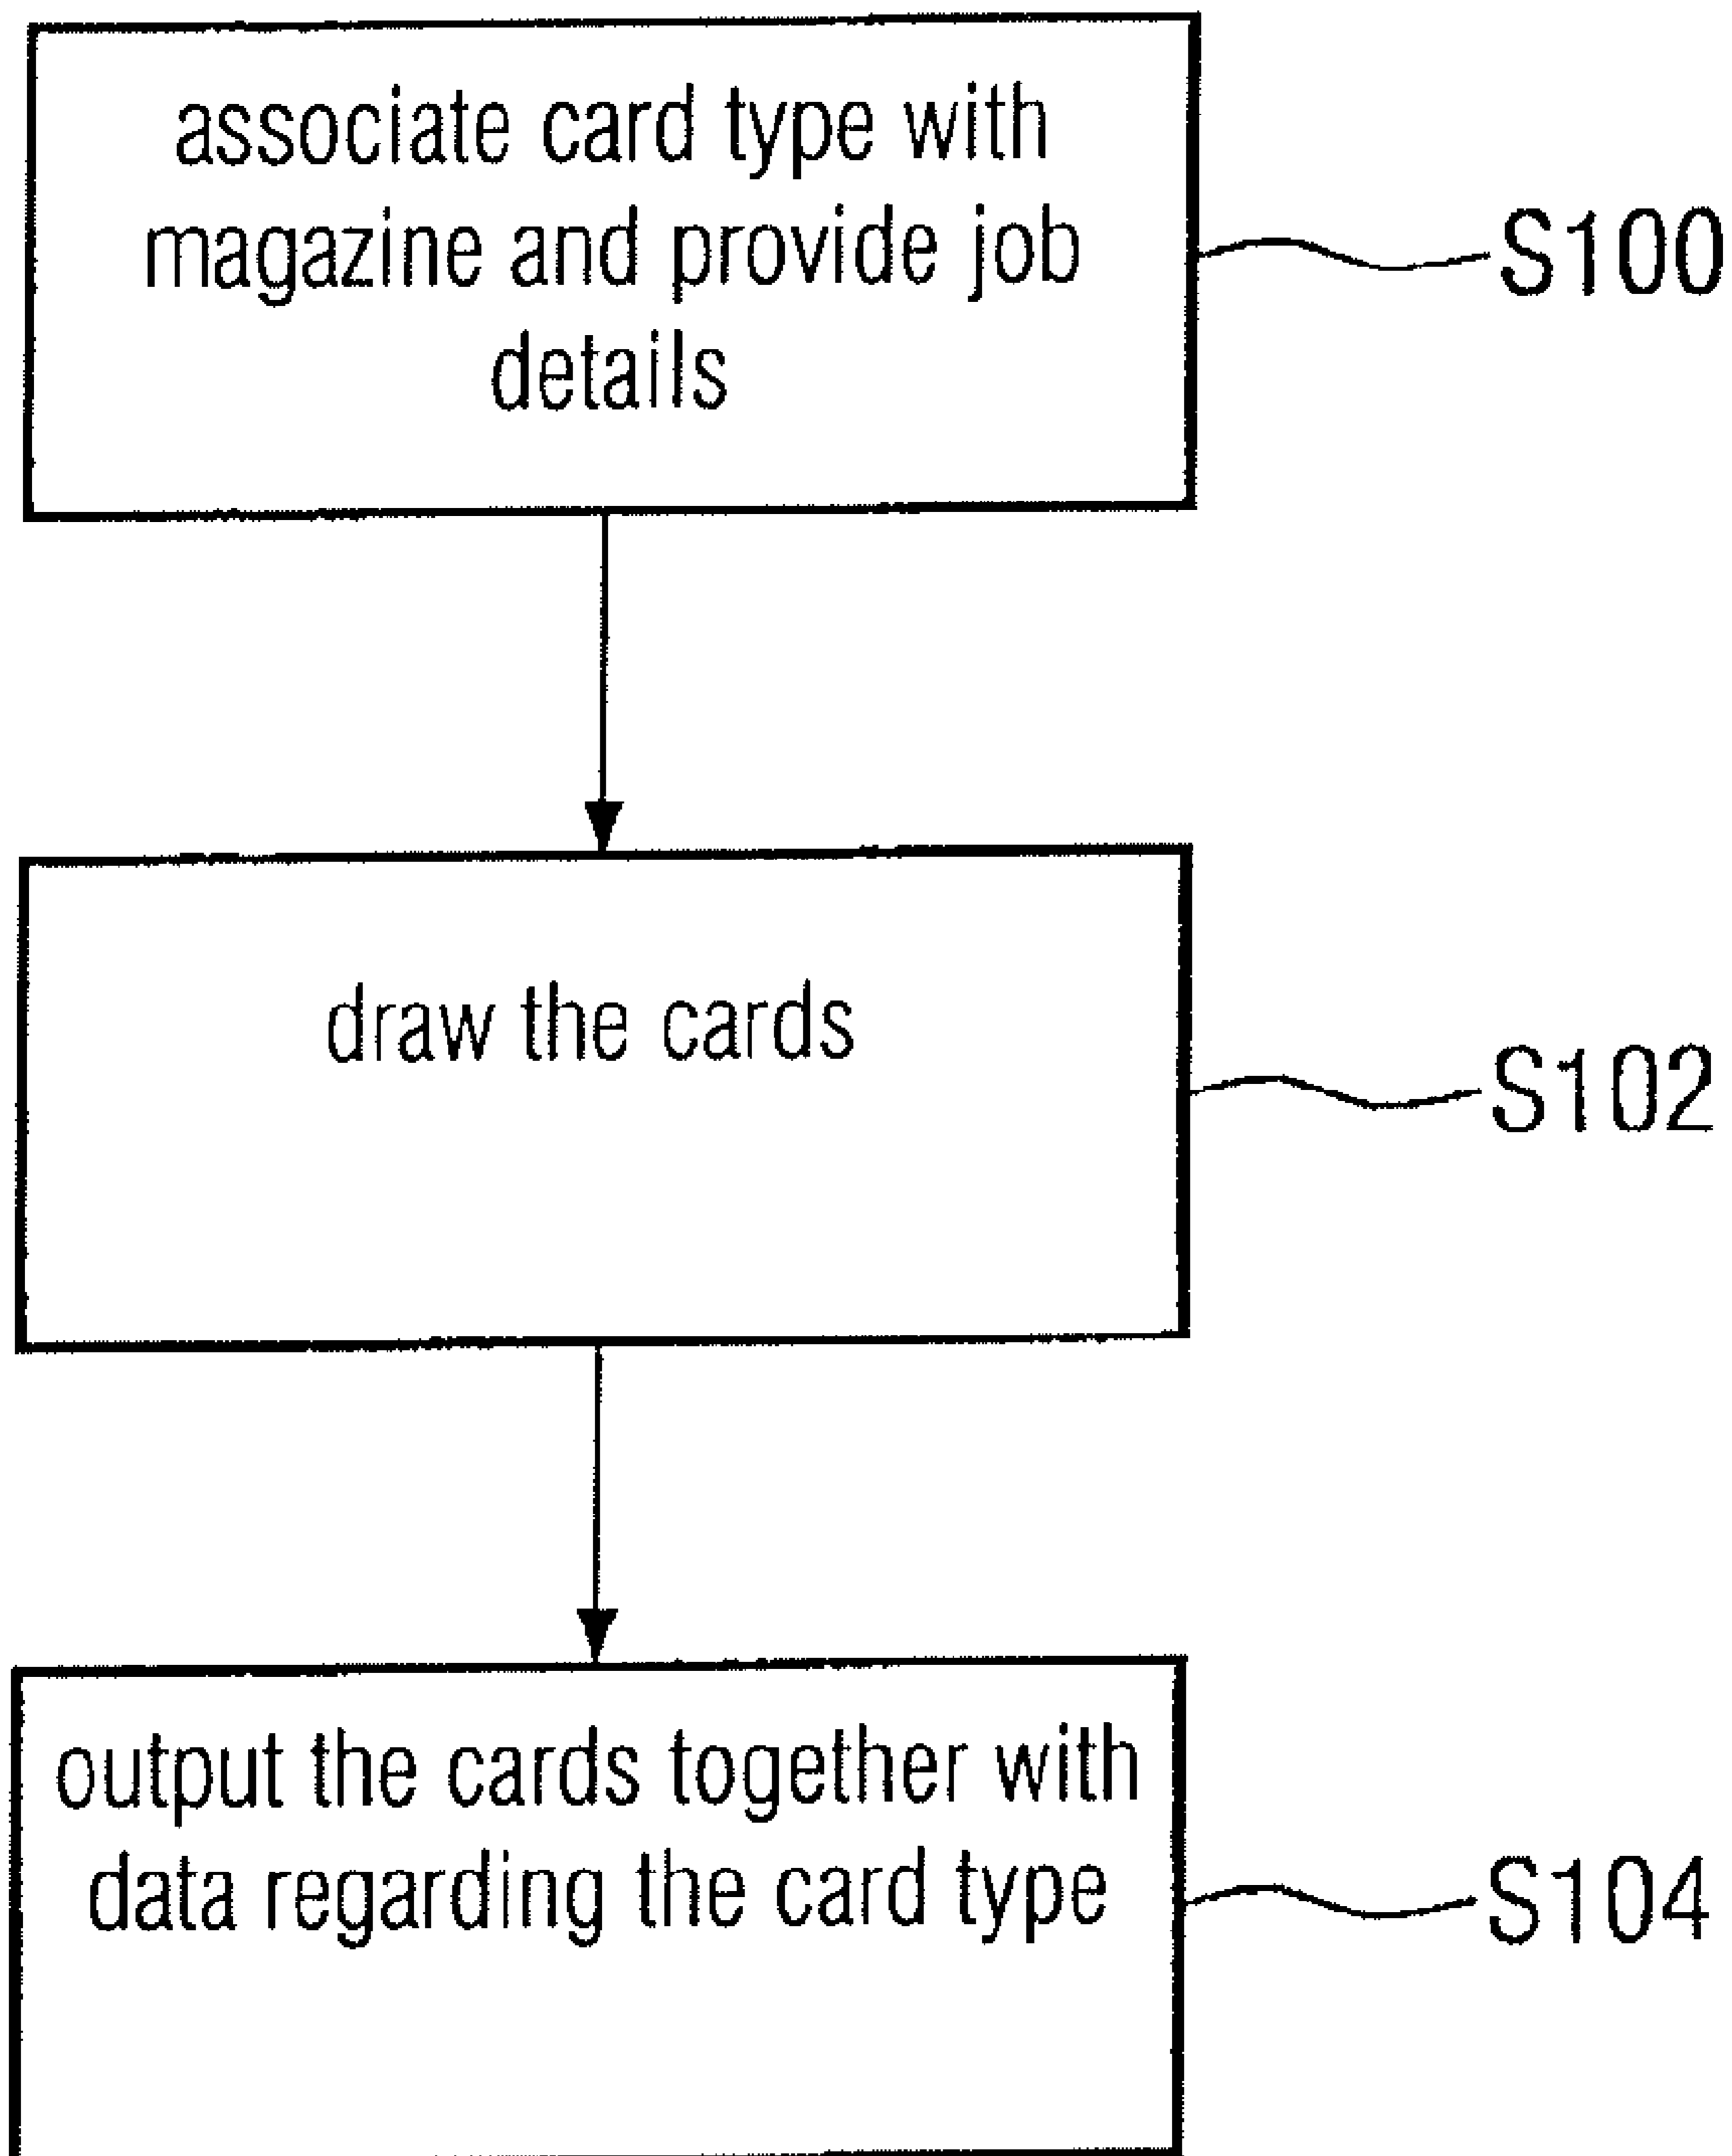 associate card type with
magazine and provide job
details
S100
draw the cards
S102
output the cards together with
data regarding the card type
S104